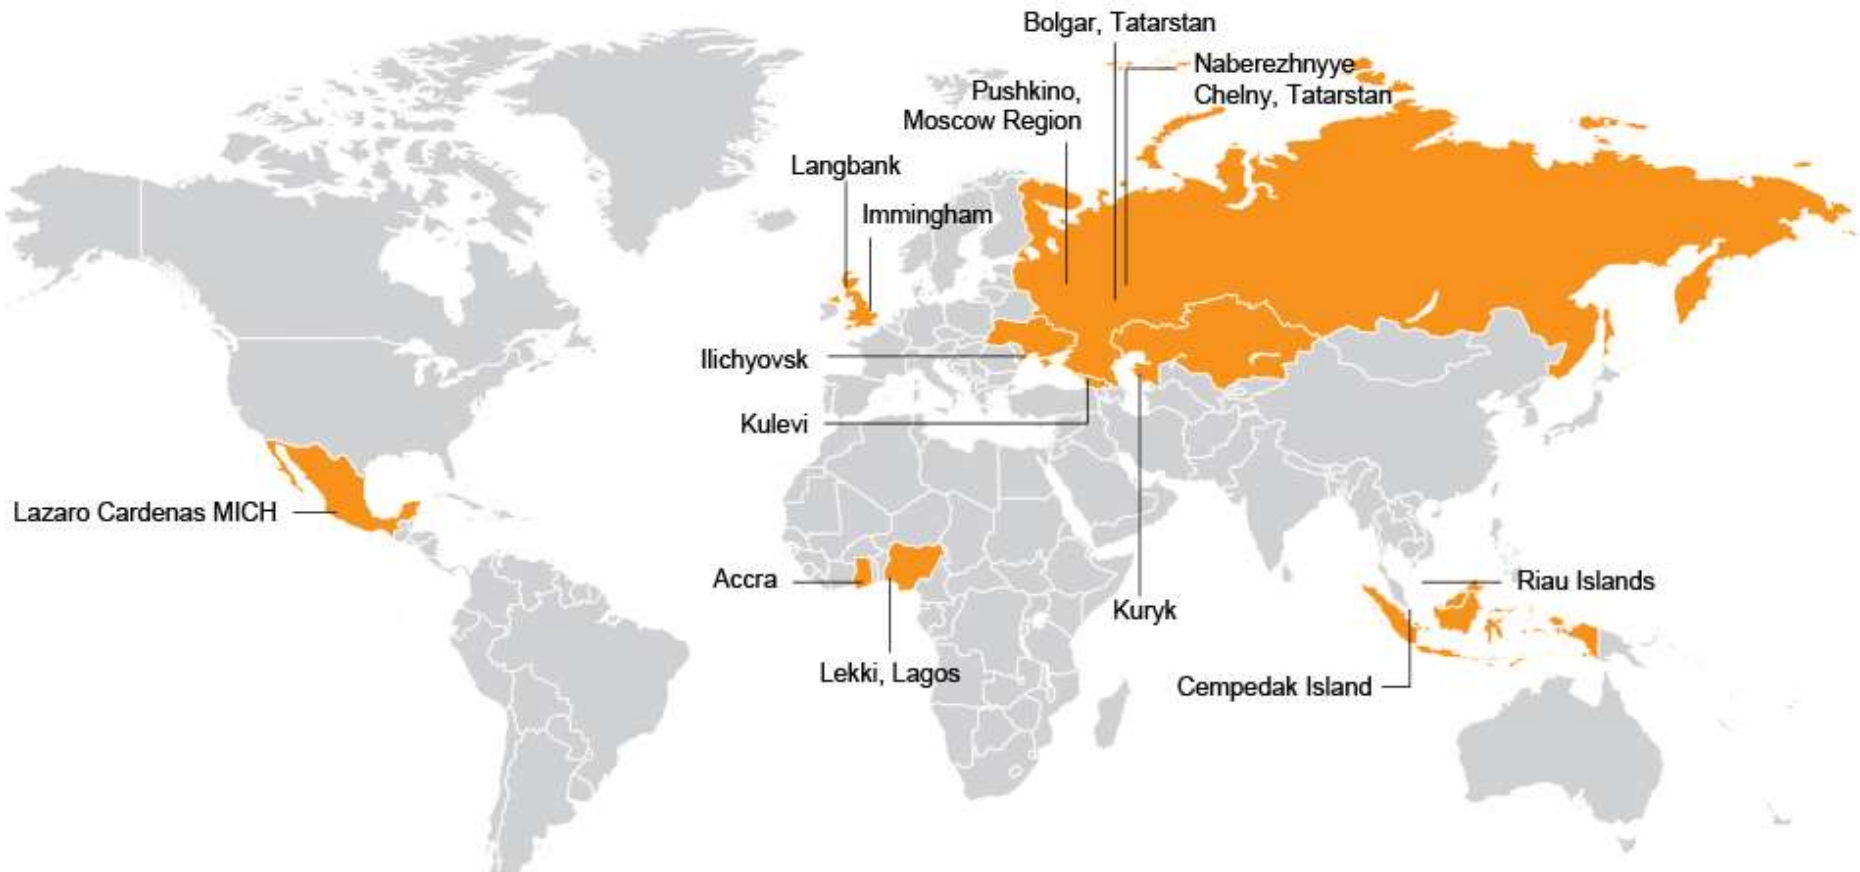 Bolgar, Tatarstan
Naberezhnyye
Chelny, Tatarstan
Pushkino,
Moscow Region
Langbank
Immingham
Ilichyovsk
Kulevi
Lazaro Cardenas MICH
Accra
Riau Islands
Kuryk
Lekki, Lagos
Cempedak Island